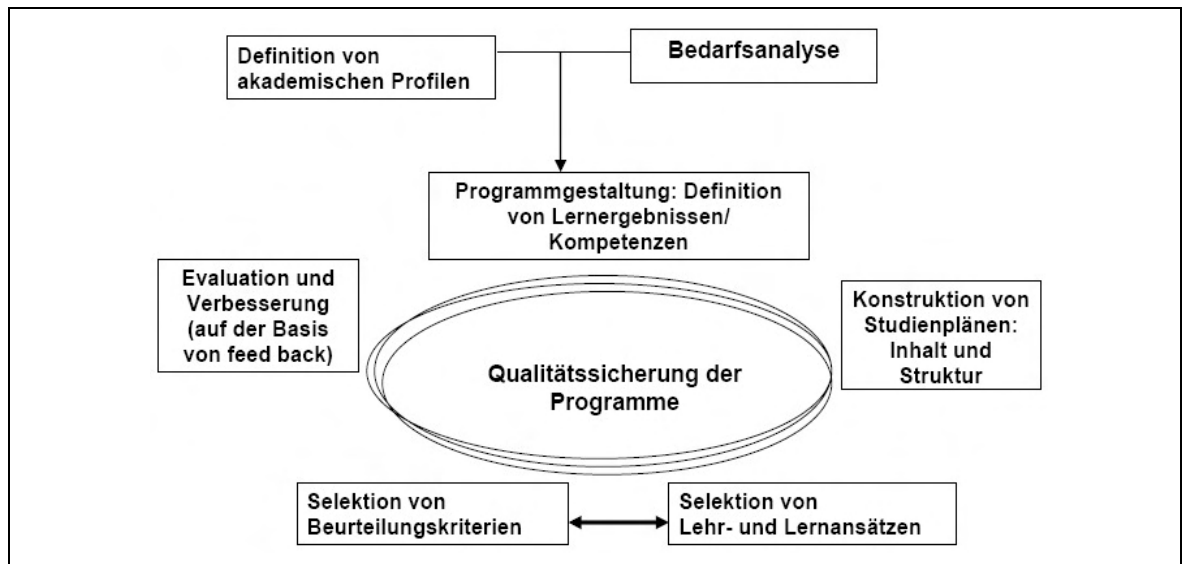 Definition von
akademischen Profilen
Bedarfsanalyse
Programmgestaltung: Definition
von Lernergebnissen/
Kompetenzen
Evaluation und
Verbesserung
(auf der Basis
von feed back)
Konstruktion von
Studienplänen:
Inhalt und
Struktur
Qualitätssicherung der
Programme
Selektion von
Beurteilungskriterien
Selektion von
Lehr- und Lernansätzen